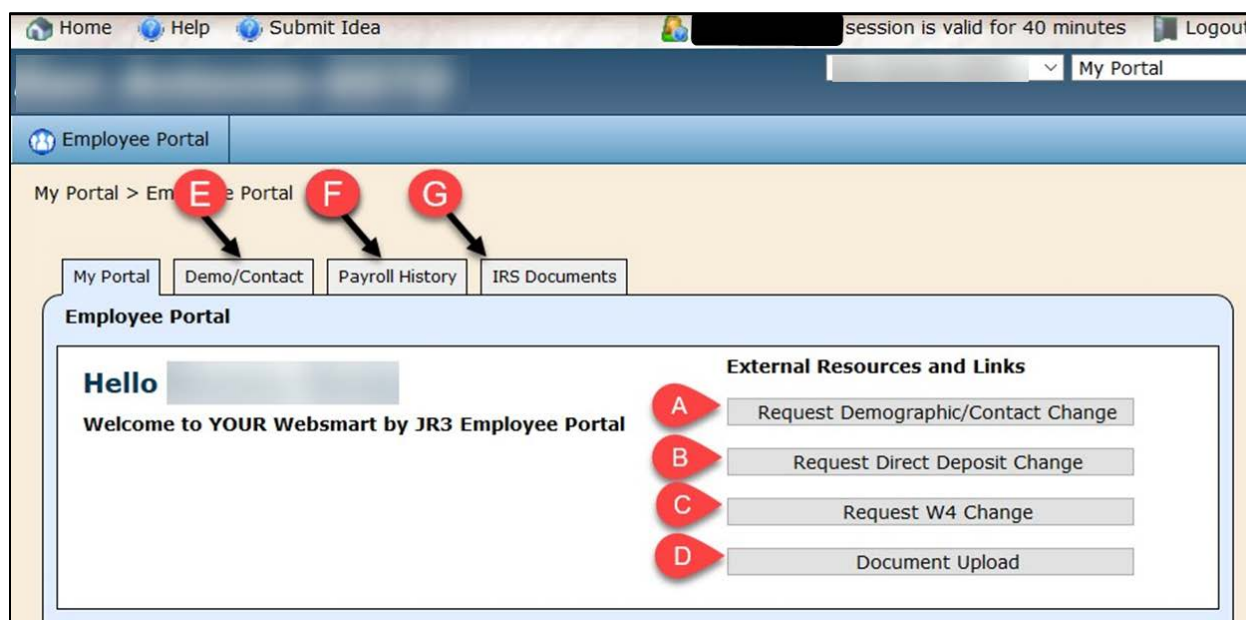 Home Help Submit Idea session is valid for 40 minutes Logout
My Portal
Employee Portal
My Portal > Em E e Portal F G
My Portal Demo/Contact Payroll History IRS Documents
Employee Portal
Hello
Welcome to YOUR Websmart by JR3 Employee Portal
External Resources and Links
A Request Demographic/Contact Change
B Request Direct Deposit Change
C Request W4 Change
D Document Upload